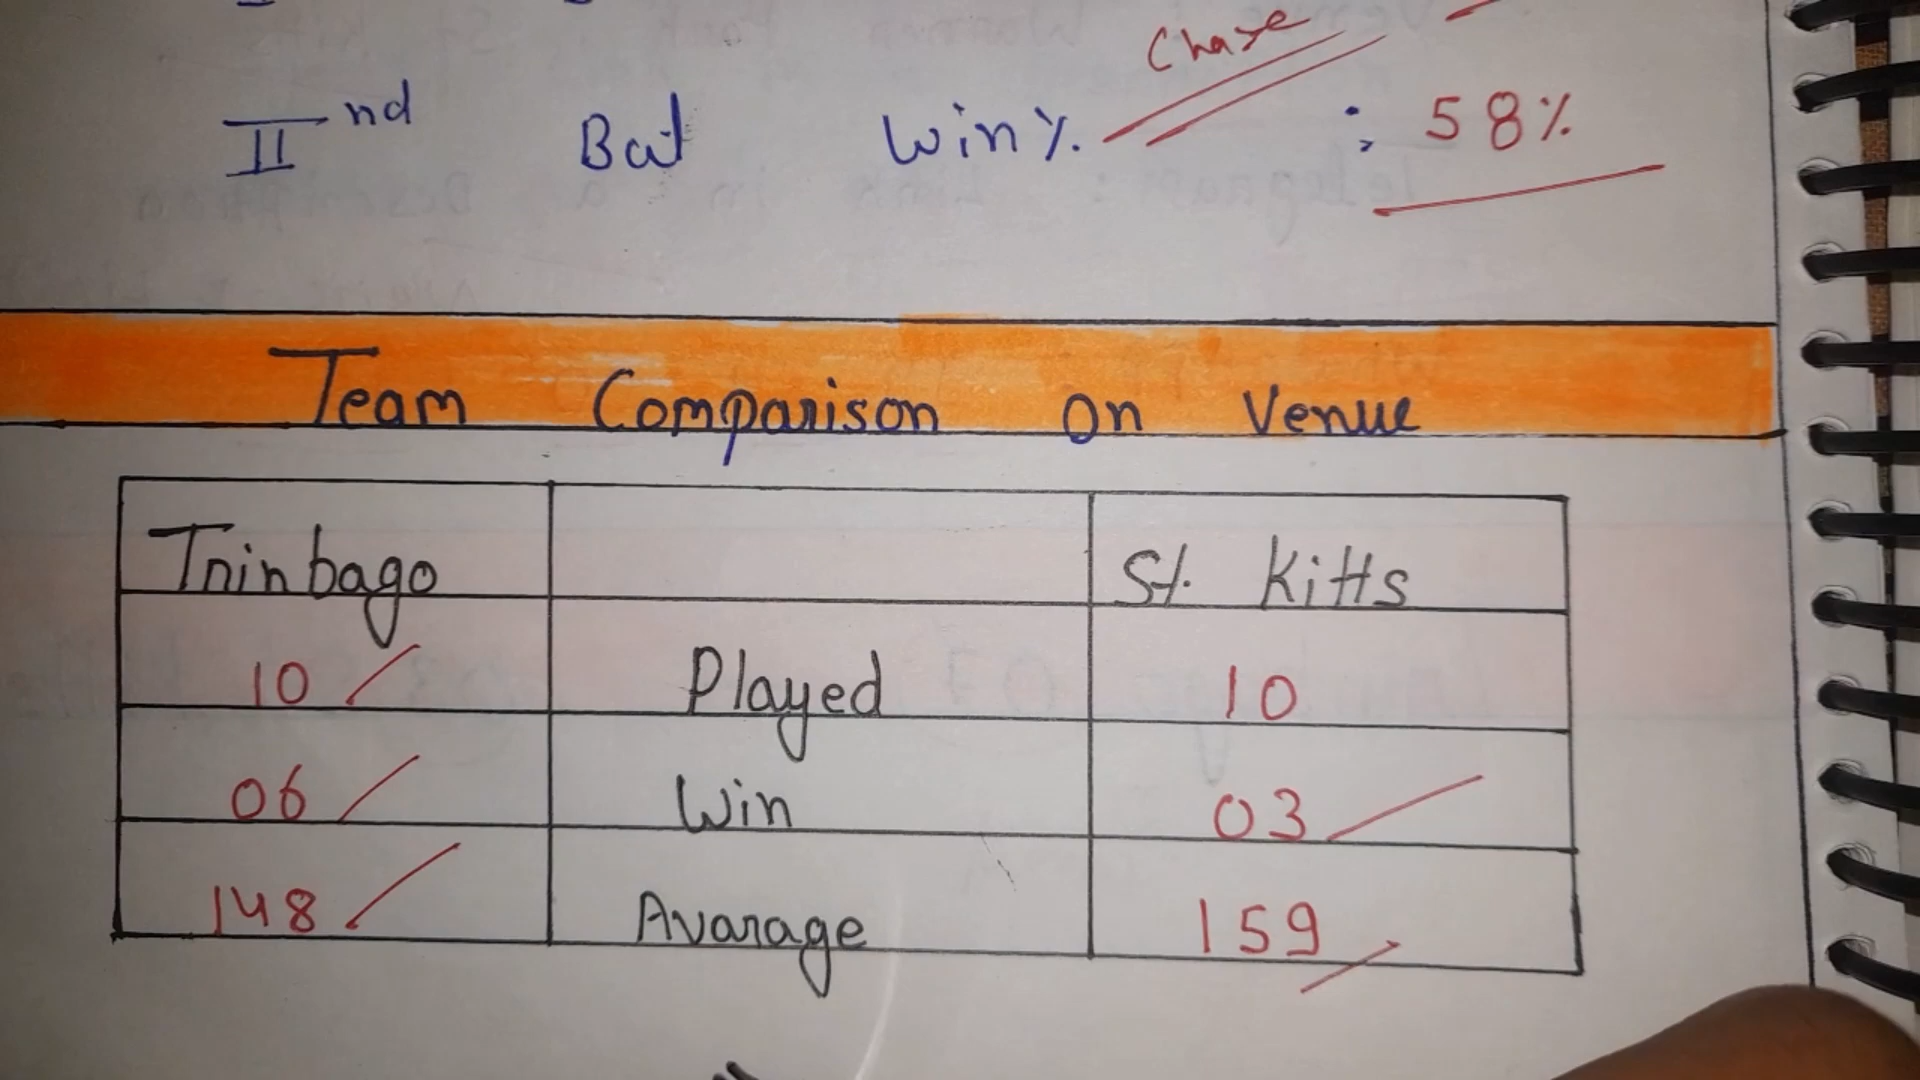 Chase
IInd Bat Win% : 58%
Team Comparison On Venue
Trinbago St. Kitts
10 Played 10
06 Win 03
148 Avarage 159